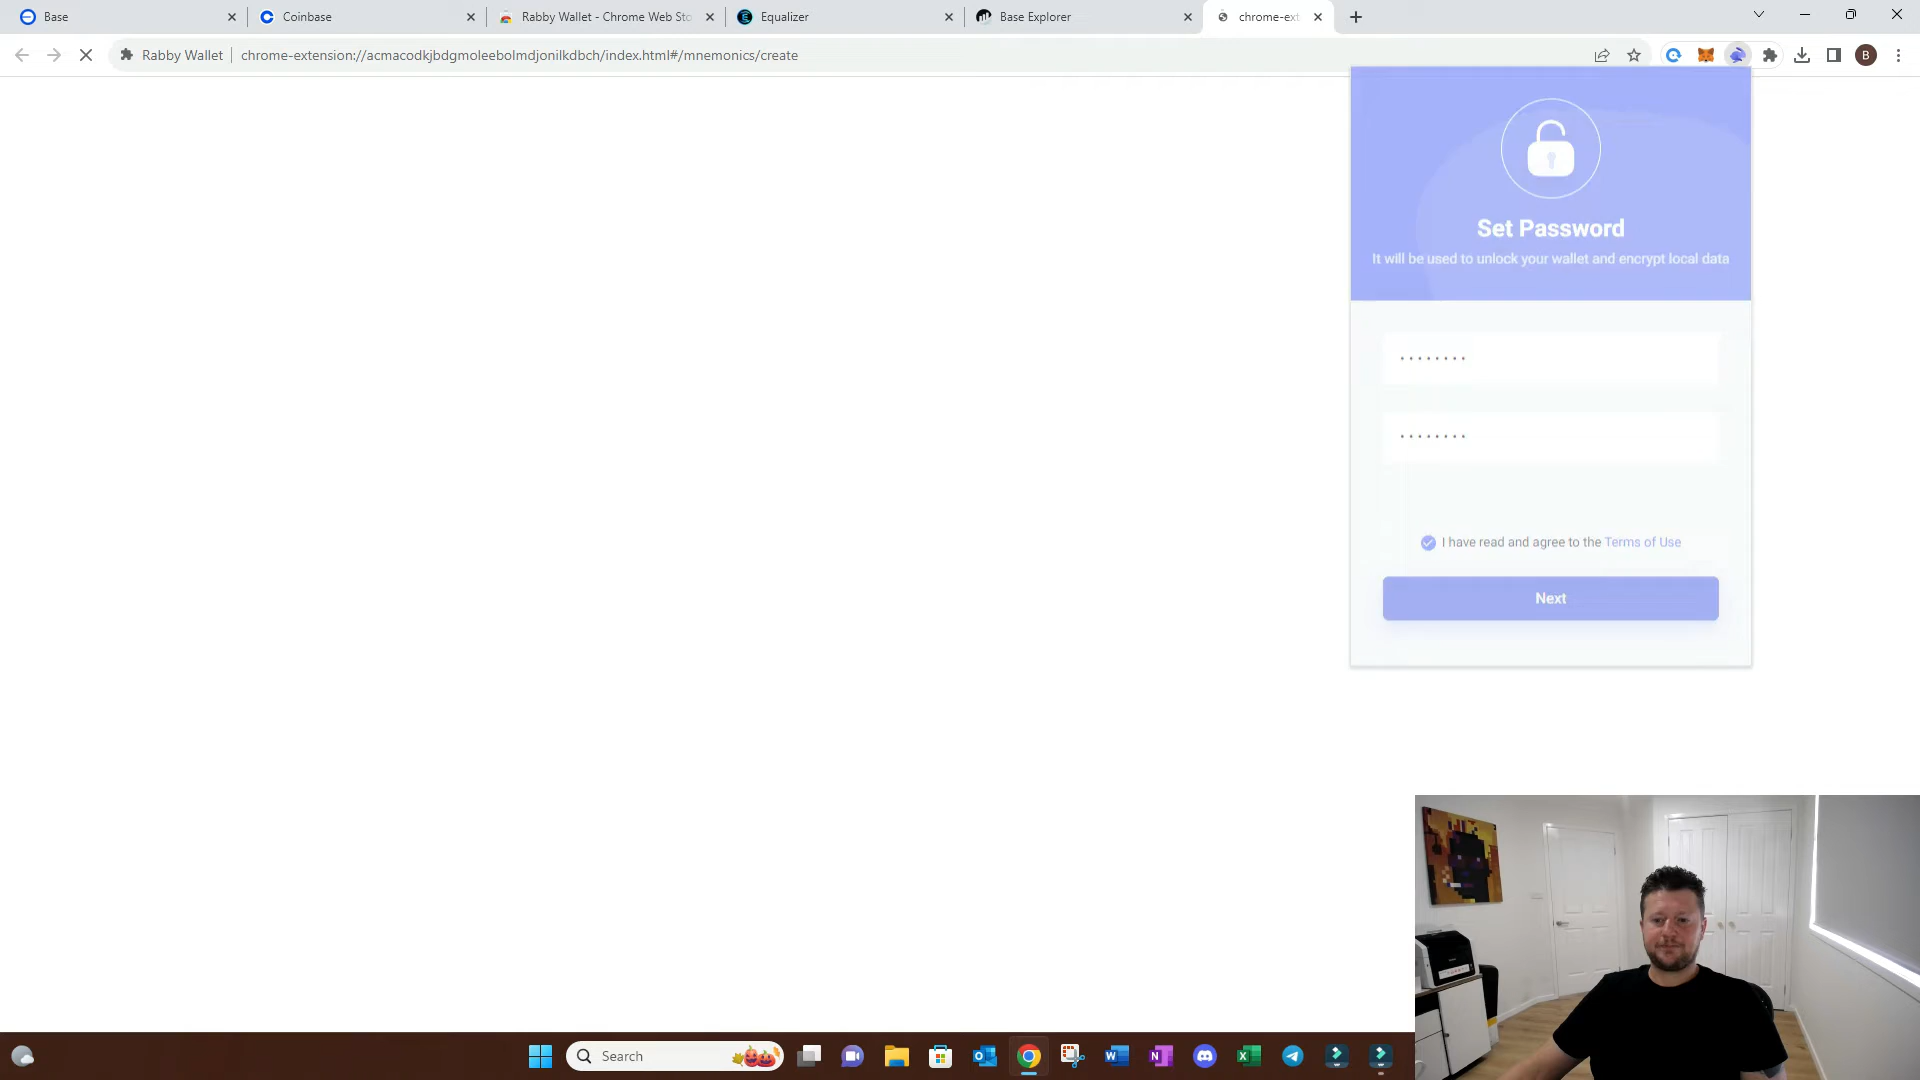 Base
Coinbase
Rabby Wallet - Chrome Web Sto
Equalizer
Base Explorer
chrome-ext
Rabby Wallet
chrome-extension://acmacodkjbdgmoleebolmdjonilkdbch/index.html#/mnemonics/create
B
Set Password
It will be used to unlock your wallet and encrypt local data
........
........
I have read and agree to the Terms of Use
Next
Search